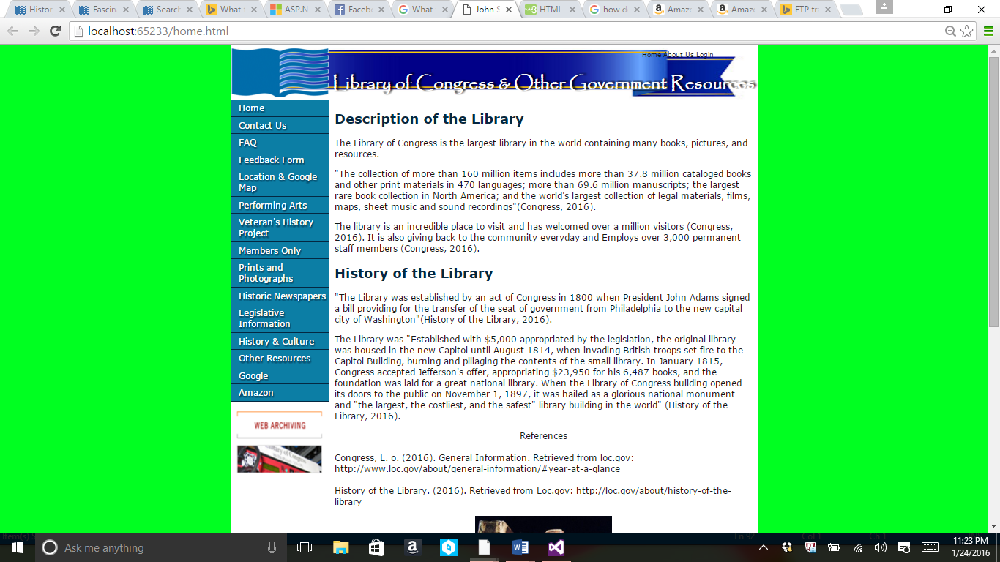 Histor
Fascin
Search
What
ASP.N
Faceb
What
John S
HTML
how d
Amazo
Amazo
FTP tra
localhost:65233/home.html
Home About Us Login
Library of Congress & Other Government Resources
Home
Contact Us
FAQ
Feedback Form
Location & Google
Map
Performing Arts
Veteran's History
Project
Members Only
Prints and
Photographs
Historic Newspapers
Legislative
Information
History & Culture
Other Resources
Google
Amazon
WEB ARCHIVING
Description of the Library
The Library of Congress is the largest library in the world containing many books, pictures, and
resources.
"The collection of more than 160 million items includes more than 37.8 million cataloged books
and other print materials in 470 languages; more than 69.6 million manuscripts; the largest
rare book collection in North America; and the world's largest collection of legal materials, films,
maps, sheet music and sound recordings"(Congress, 2016).
The library is an incredible place to visit and has welcomed over a million visitors (Congress,
2016). It is also giving back to the community everyday and Employs over 3,000 permanent
staff members (Congress, 2016).
History of the Library
"The Library was established by an act of Congress in 1800 when President John Adams signed
a bill providing for the transfer of the seat of government from Philadelphia to the new capital
city of Washington"(History of the Library, 2016).
The Library was "Established with $5,000 appropriated by the legislation, the original library
was housed in the new Capitol until August 1814, when invading British troops set fire to the
Capitol Building, burning and pillaging the contents of the small library. In January 1815,
Congress accepted Jefferson's offer, appropriating $23,950 for his 6,487 books, and the
foundation was laid for a great national library. When the Library of Congress building opened
its doors to the public on November 1, 1897, it was hailed as a glorious national monument
and "the largest, the costliest, and the safest" library building in the world" (History of the
Library, 2016).
References
Congress, L. o. (2016). General Information. Retrieved from loc.gov:
http://www.loc.gov/about/general-information/#year-at-a-glance
History of the Library. (2016). Retrieved from Loc.gov: http://loc.gov/about/history-of-the-
library
Item(s) S
Ln 92
Col 1
Ch 1
Ask me anything
11:23 PM
1/24/2016